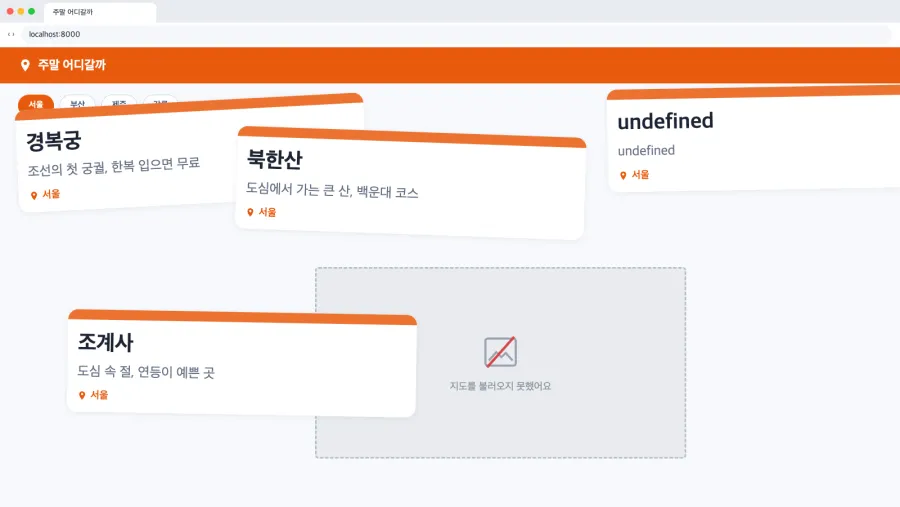 주말 어디갈까
localhost:8000
주말 어디갈까
서울
부산
제주
경복궁
조선의 첫 궁궐, 한복 입으면 무료
서울
북한산
도심에서 가는 큰 산, 백운대 코스
서울
undefined
undefined
서울
조계사
도심 속 절, 연등이 예쁜 곳
서울
지도를 불러오지 못했어요